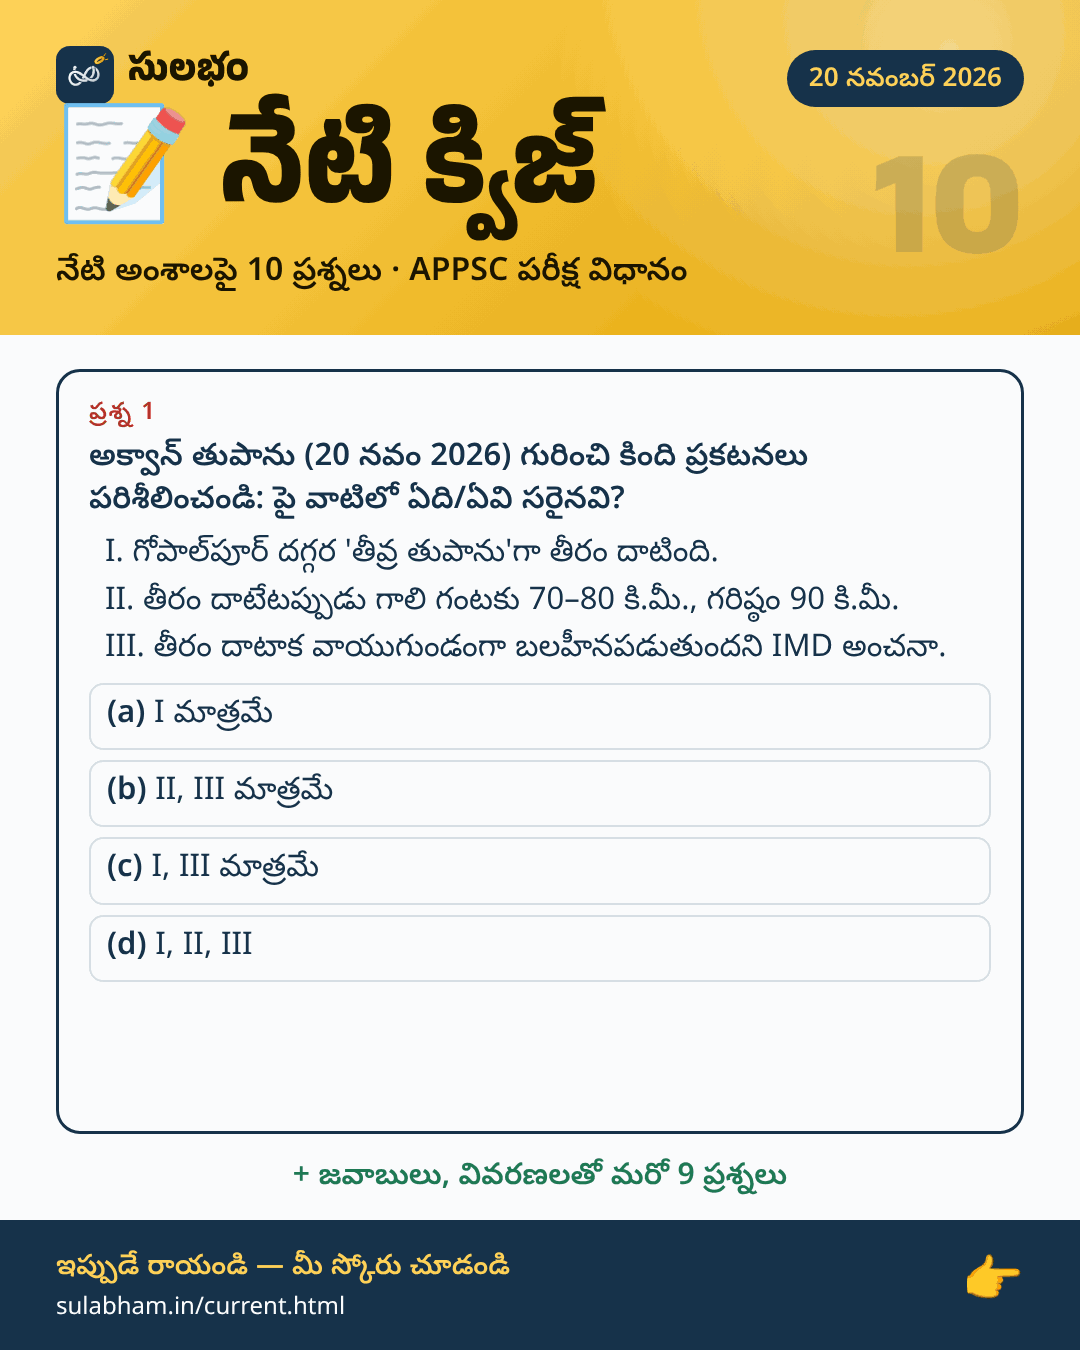 సులభం
20 నవంబర్ 2026
నేటి క్విజ్
10
నేటి అంశాలపై 10 ప్రశ్నలు · APPSC పరీక్ష విధానం
ప్రశ్న 1
అక్వాన్ తుపాను (20 నవం 2026) గురించి కింది ప్రకటనలు
పరిశీలించండి: పై వాటిలో ఏది/ఏవి సరైనవి?
I. గోపాల్‌పూర్ దగ్గర 'తీవ్ర తుపాను'గా తీరం దాటింది.
II. తీరం దాటేటప్పుడు గాలి గంటకు 70–80 కి.మీ., గరిష్ఠం 90 కి.మీ.
III. తీరం దాటాక వాయుగుండంగా బలహీనపడుతుందని IMD అంచనా.
(a) I మాత్రమే
(b) II, III మాత్రమే
(c) I, III మాత్రమే
(d) I, II, III
+ జవాబులు, వివరణలతో మరో 9 ప్రశ్నలు
ఇప్పుడే రాయండి — మీ స్కోరు చూడండి
sulabham.in/current.html